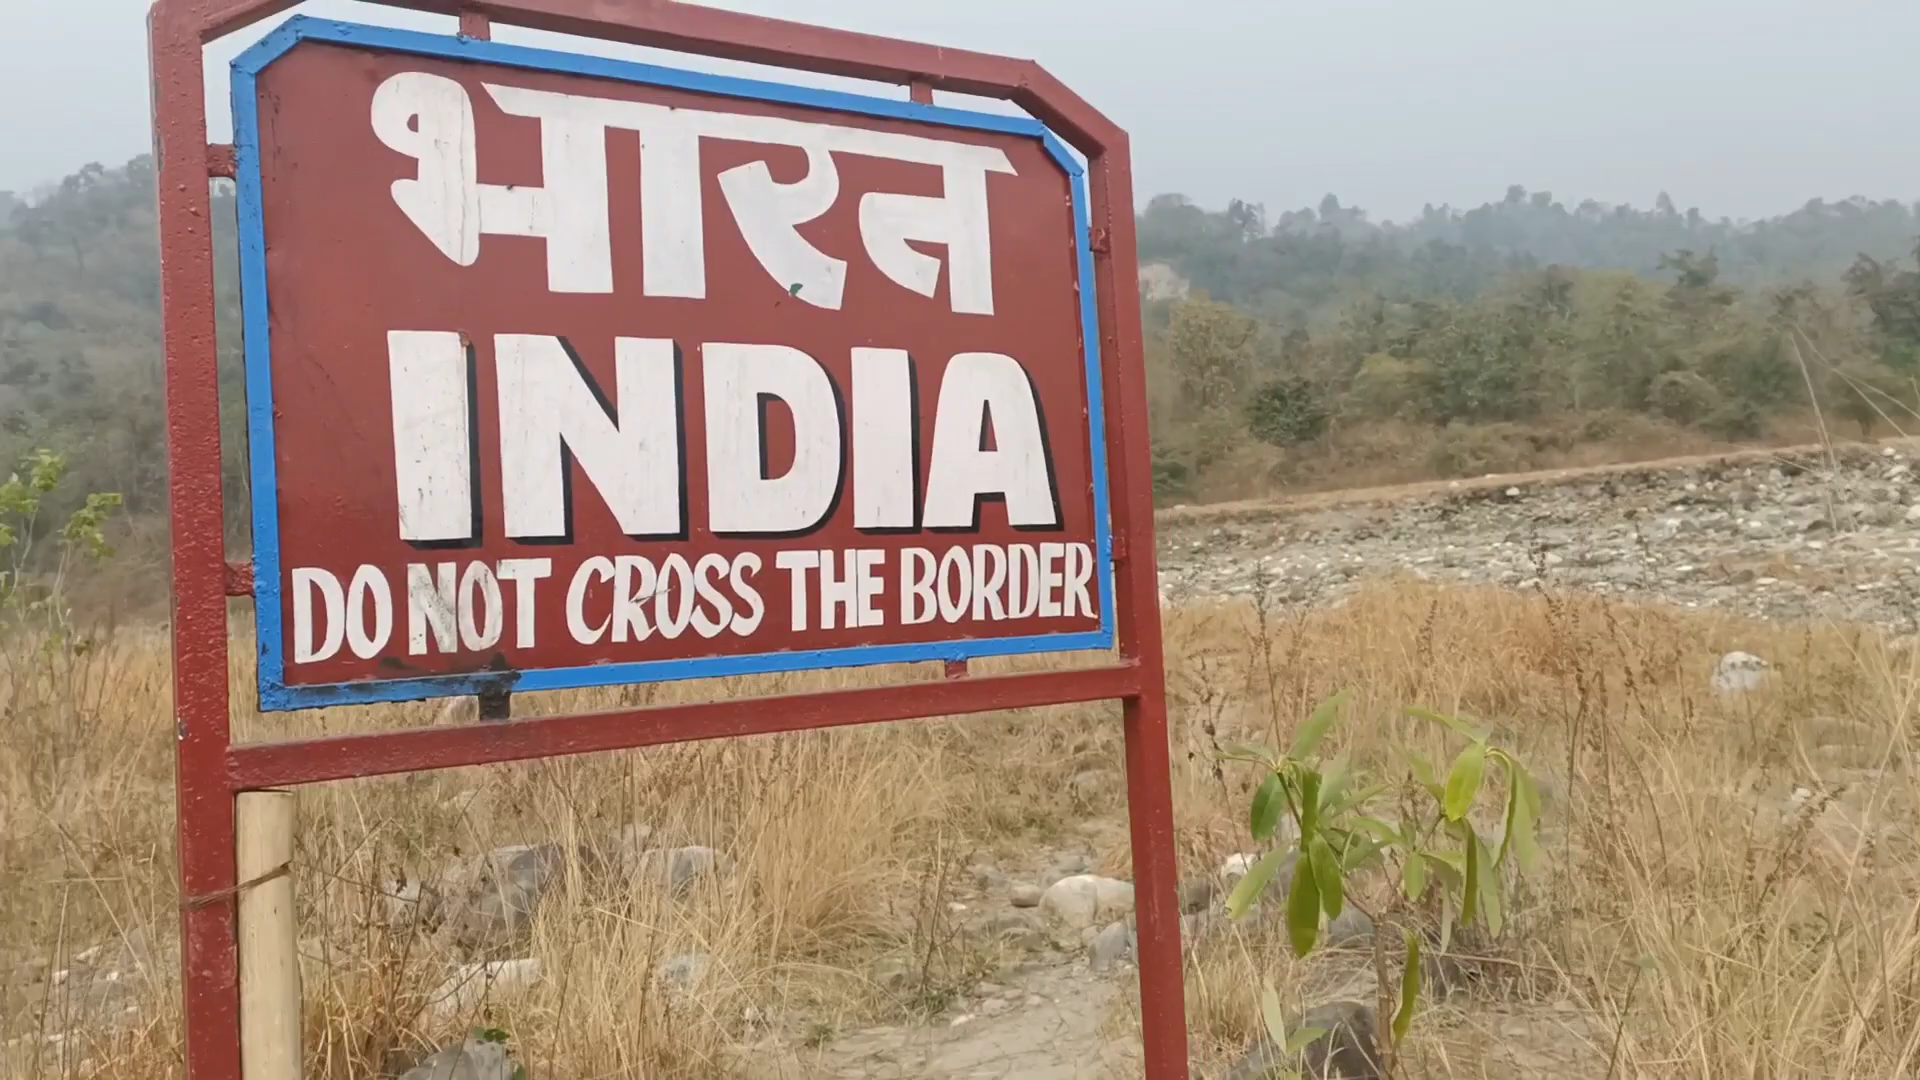 भारत
INDIA
DO NOT CROSS THE BORDER